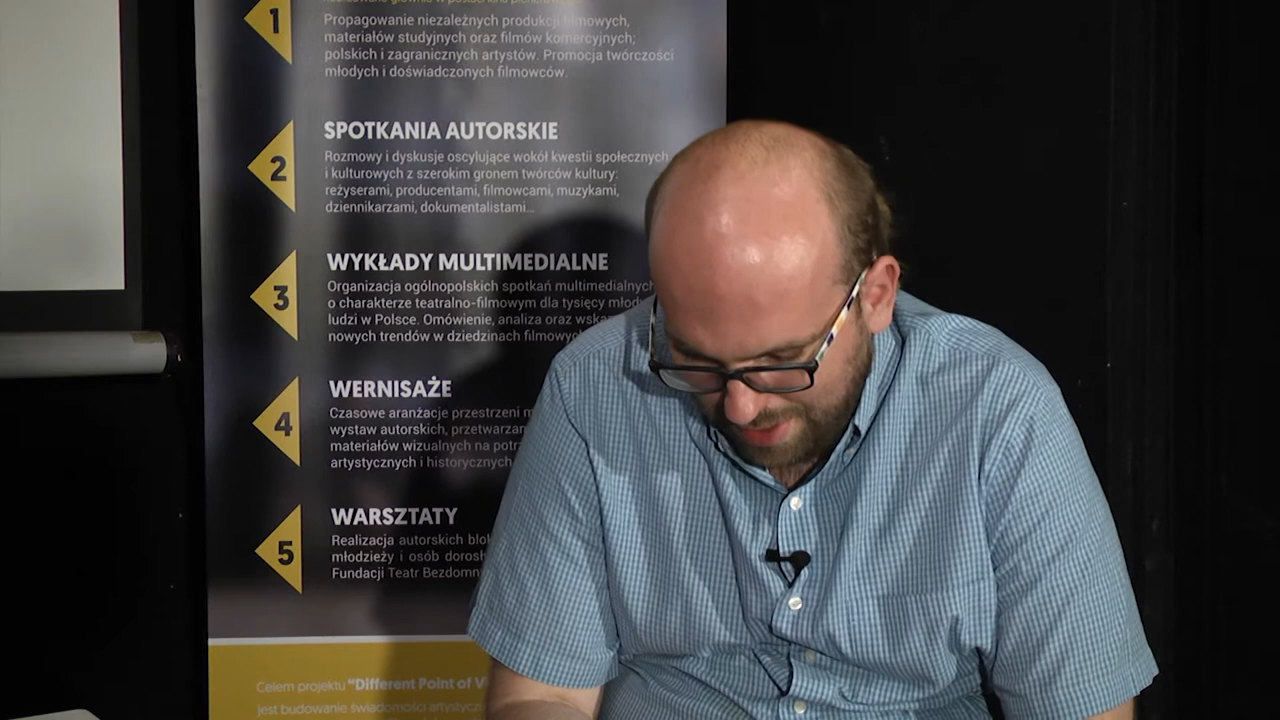 1
Propagowanie niezależnych produkcji filmowych,
materiałów studyjnych oraz filmów komercyjnych;
polskich i zagranicznych artystów. Promocja twórczości
młodych i doświadczonych filmowców.
2
SPOTKANIA AUTORSKIE
Rozmowy i dyskusje oscylujące wokół kwestii społecznych
i kulturowych z szerokim gronem twórców kultury:
reżyserami, producentami, filmowcami, muzykami,
dziennikarzami, dokumentalistami...
3
WYKŁADY MULTIMEDIALNE
Organizacja ogólnopolskich spotkań multimedialnych
o charakterze teatralno-filmowym dla tysięcy
ludzi w Polsce. Omówienie, analiza oraz
nowych trendów w dziedzinach
4
WERNISAŻE
Czasowe aranżacje przestrzeni
wystaw autorskich,
materiałów wizualnych na
artystycznych i historycznych
5
WARSZTATY
Realizacja autorskich
młodzieży i osób
Fundacji Teatr
Celem projektu "Different Point of
jest budowanie świadomości